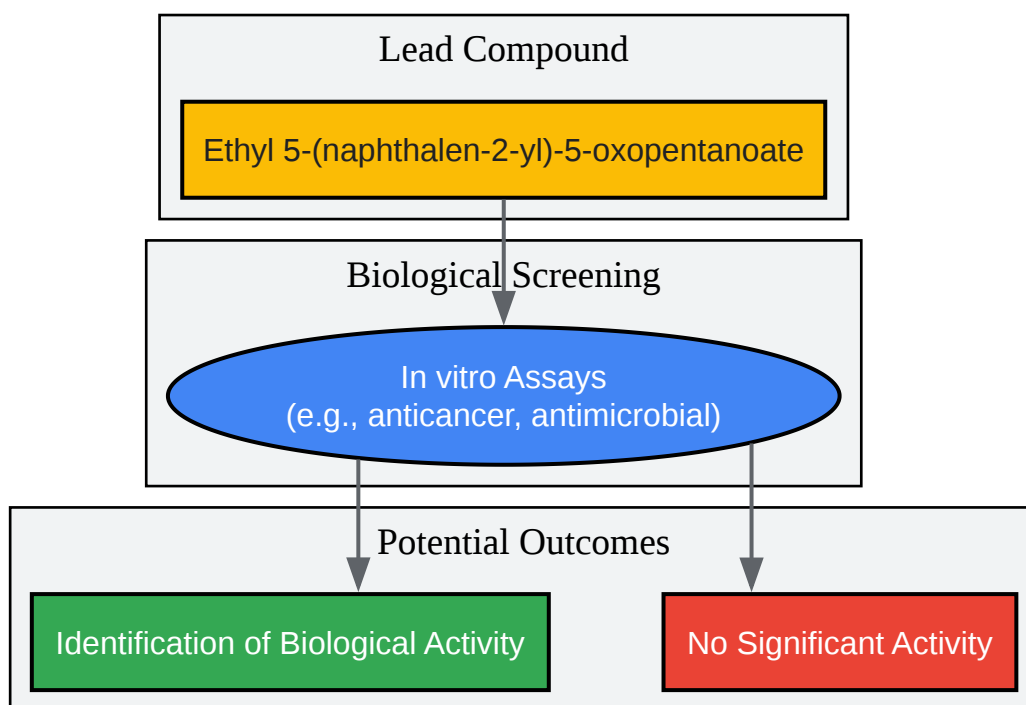 Lead Compound
Ethyl 5-(naphthalen-2-yl)-5-oxopentanoate
Biological Screening
In vitro Assays
(e.g., anticancer, antimicrobial)
Potential Outcomes
Identification of Biological Activity
No Significant Activity